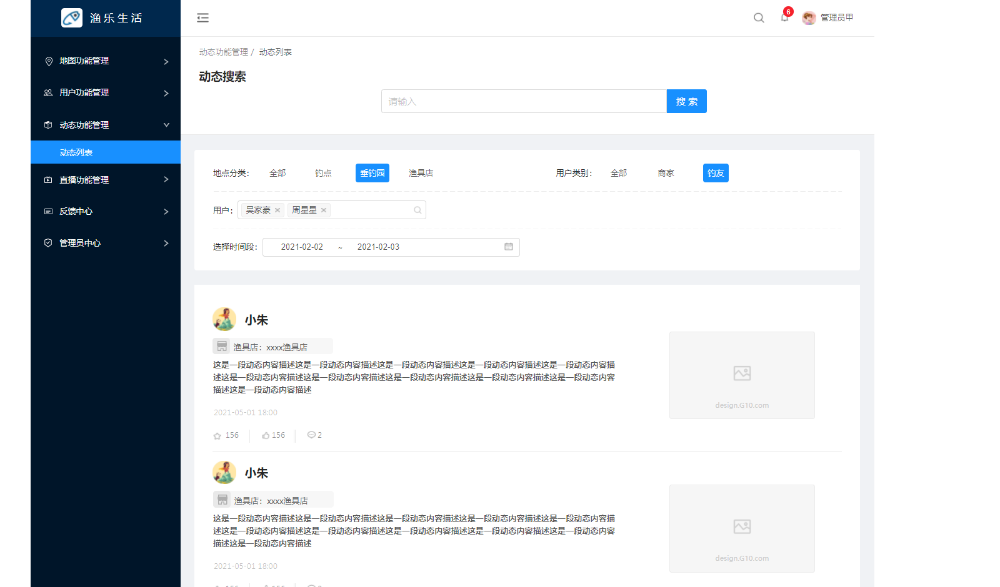 渔乐生活
6
管理员甲
地图功能管理
用户功能管理
动态功能管理
动态列表
直播功能管理
反馈中心
管理员中心
动态功能管理 / 动态列表
动态搜索
请输入 搜 索
地点分类： 全部 钓点 垂钓园 渔具店 用户类别： 全部 商家 钓友
用户： 吴家豪 × 周星星 ×
选择时间段： 2021-02-02 ~ 2021-02-03
小朱
渔具店：xxxx渔具店
这是一段动态内容描述这是一段动态内容描述这是一段动态内容描述这是一段动态内容描述这是一段动态内容描
述这是一段动态内容描述这是一段动态内容描述这是一段动态内容描述这是一段动态内容描述这是一段动态内容
描述这是一段动态内容描述
2021-05-01 18:00
156 156 2
design.G10.com
小朱
渔具店：xxxx渔具店
这是一段动态内容描述这是一段动态内容描述这是一段动态内容描述这是一段动态内容描述这是一段动态内容描
述这是一段动态内容描述这是一段动态内容描述这是一段动态内容描述这是一段动态内容描述这是一段动态内容
描述这是一段动态内容描述
2021-05-01 18:00
design.G10.com